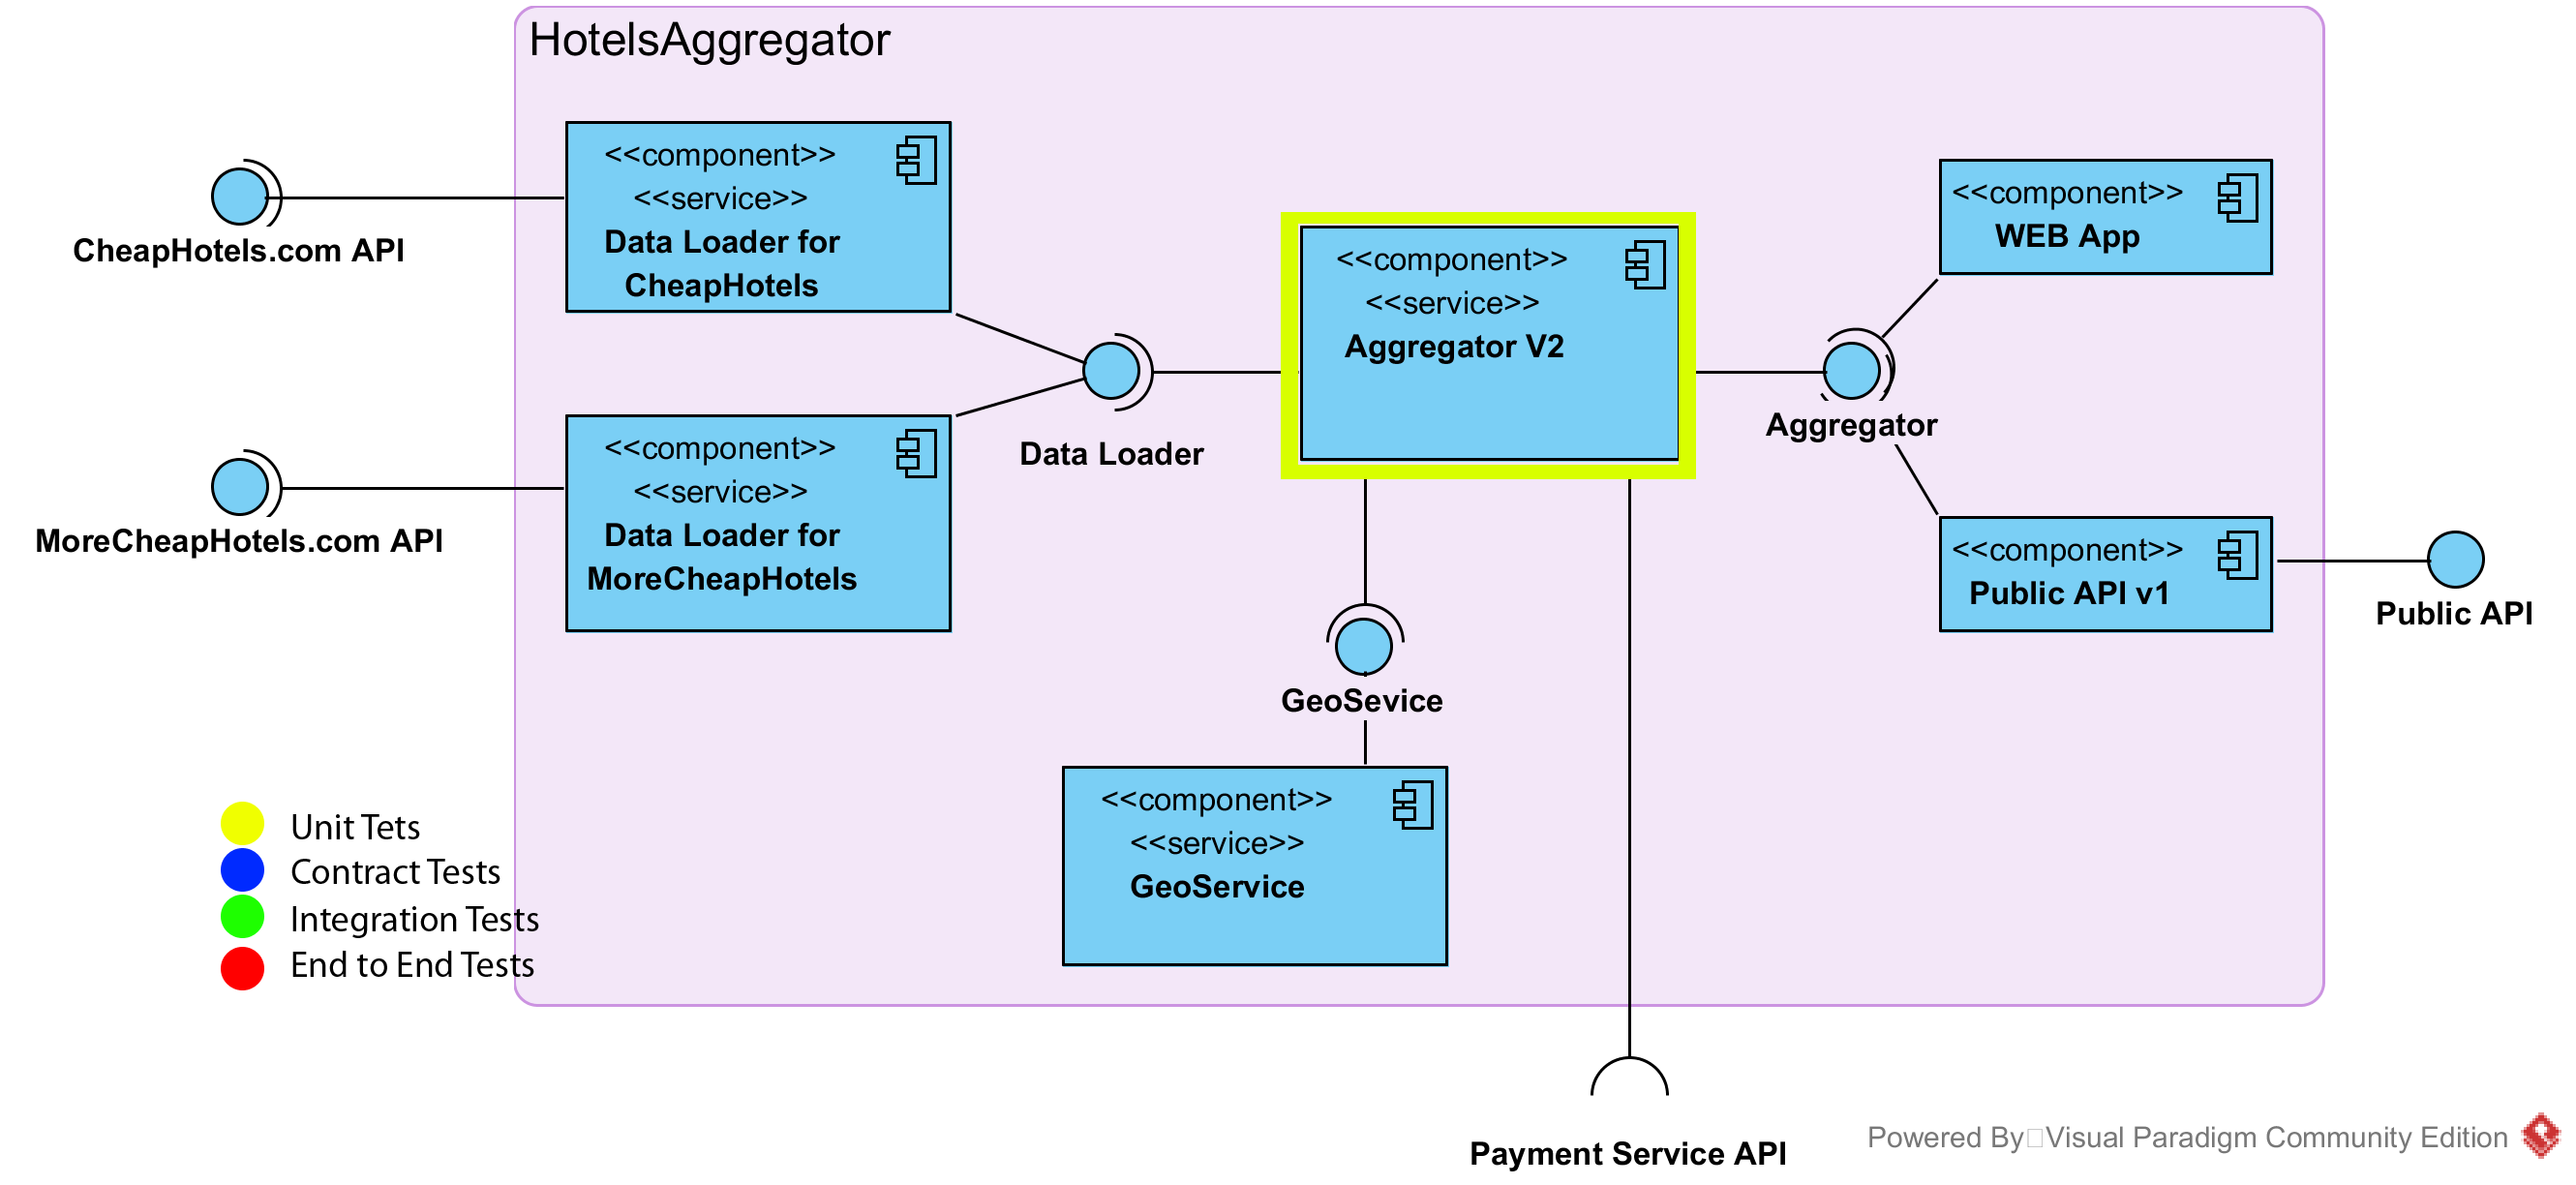 HotelsAggregator
<<component>>
<<service>>
Data Loader for
CheapHotels
CheapHotels.com API
<<component>>
<<service>>
Data Loader for
MoreCheapHotels
MoreCheapHotels.com API
Data Loader
<<component>>
<<service>>
Aggregator V2
<<component>>
WEB App
Aggregator
<<component>>
Public API v1
Public API
GeoSevice
<<component>>
<<service>>
GeoService
Unit Tets
Contract Tests
Integration Tests
End to End Tests
Payment Service API
Powered By Visual Paradigm Community Edition